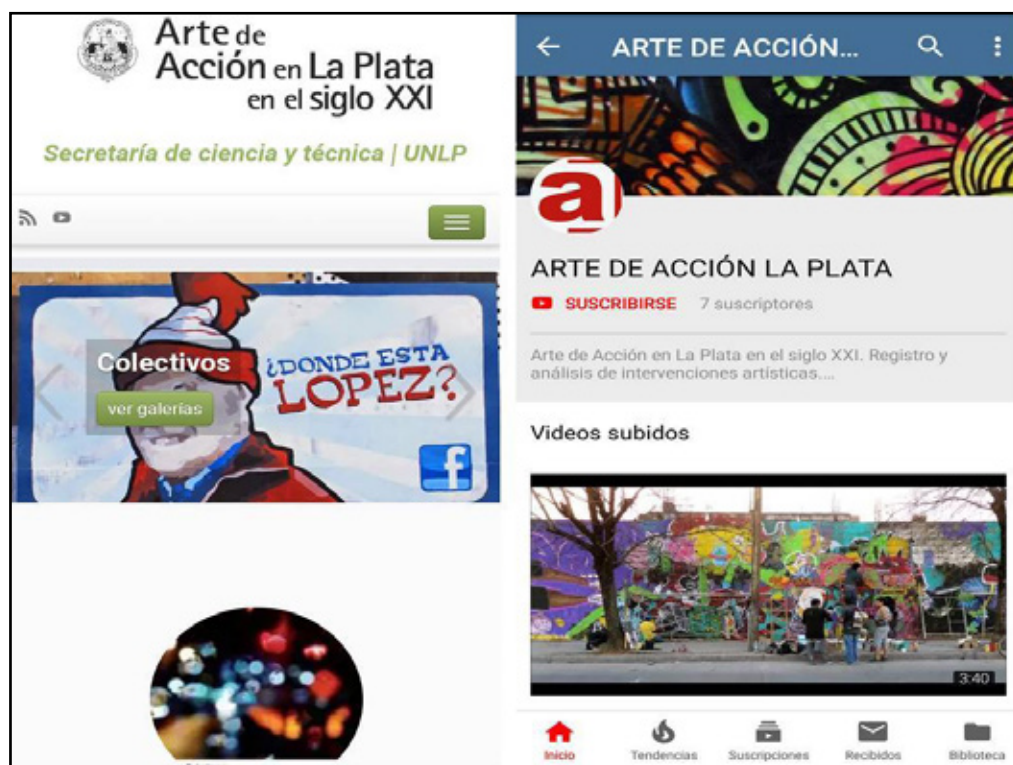 Arte de
Acción en La Plata
en el siglo XXI
Secretaría de ciencia y técnica | UNLP
Colectivos
ver galerías
¿DONDE ESTA
LOPEZ?
f
ARTE DE ACCIÓN...
a
ARTE DE ACCIÓN LA PLATA
SUSCRIBIRSE 7 suscriptores
Arte de Acción en La Plata en el siglo XXI. Registro y
análisis de intervenciones artísticas....
Videos subidos
3:40
Inicio Tendencias Suscripciones Recibidos Biblioteca